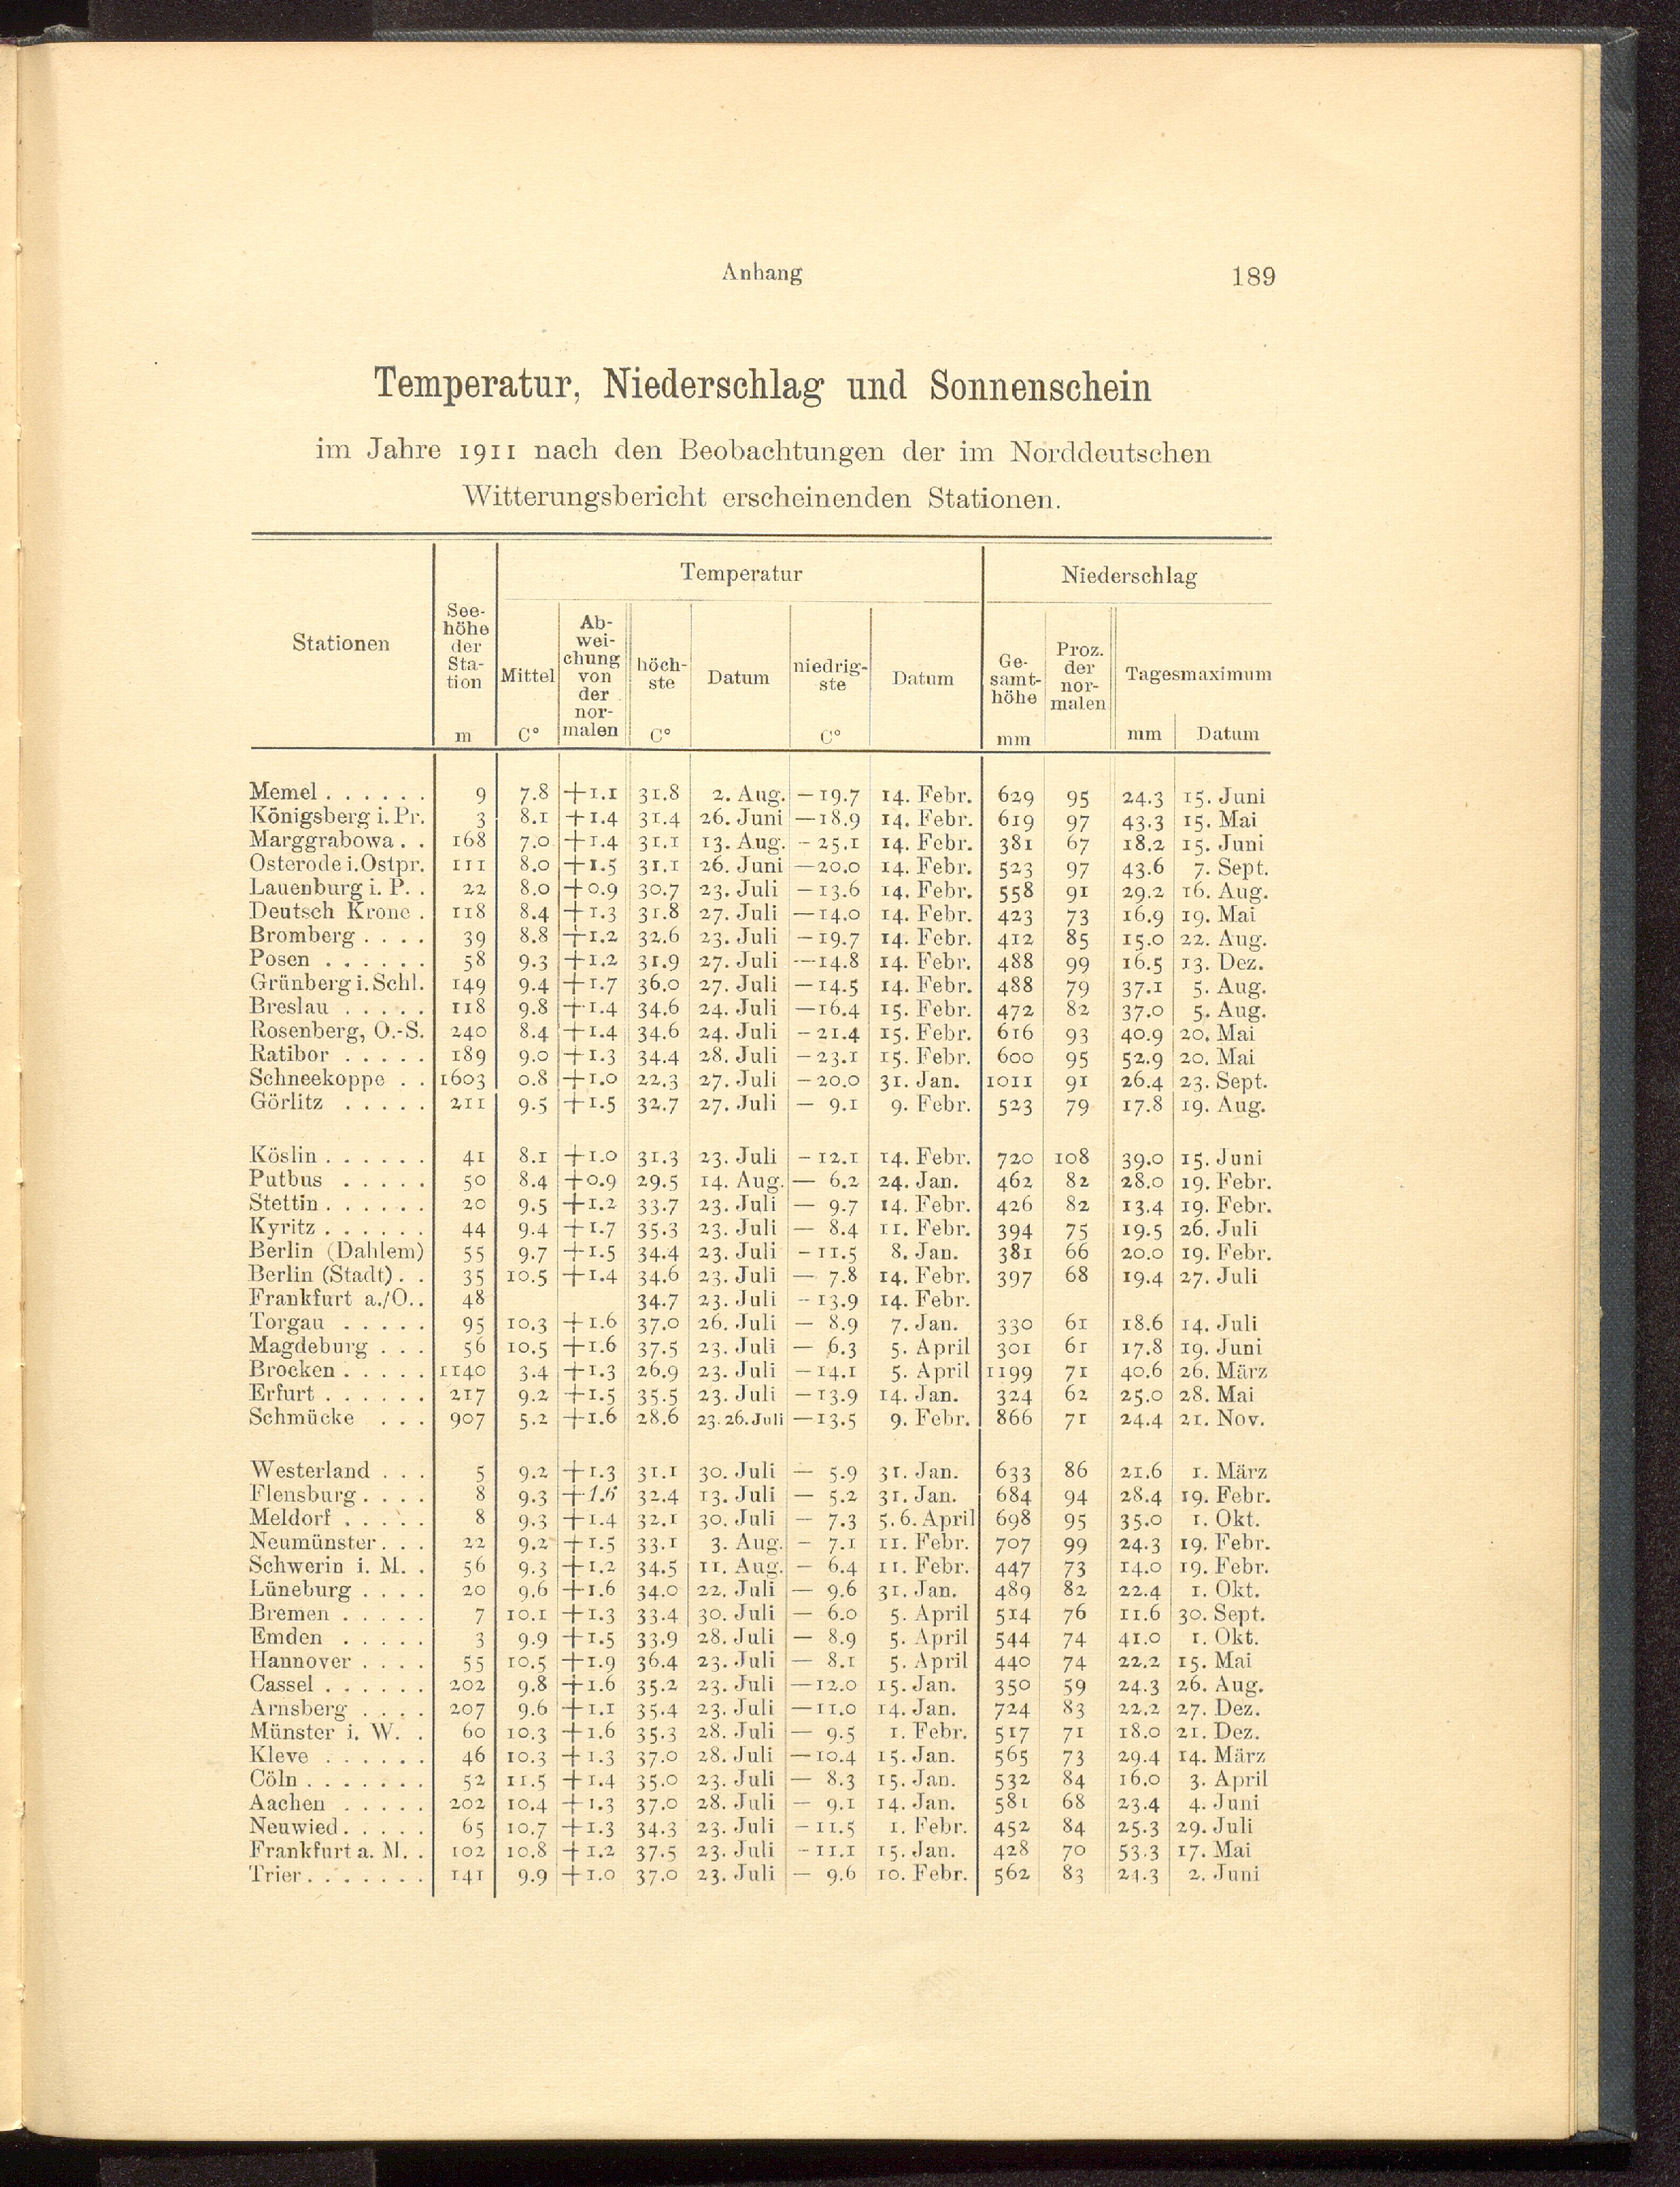 Anhang 189
Temperatur, Niederschlag und Sonnenschein
im Jahre 1911 nach den Beobachtungen der im Norddeutschen
Witterungsbericht erscheinenden Stationen.
Stationen | See-höhe der Sta-tion m | Temperatur | Niederschlag
Mittel C° | Ab-wei-chung von der nor-malen | höch-ste C° | Datum | niedrig-ste C° | Datum | Ge-samt-höhe mm | Proz. der nor-malen | Tagesmaximum mm | Datum
Memel . . . . . . 9 7.8 +1.1 31.8 2. Aug. —19.7 14. Febr. 629 95 24.3 15. Juni
Königsberg i. Pr. 3 8.1 +1.4 31.4 26. Juni —18.9 14. Febr. 619 97 43.3 15. Mai
Marggrabowa . . 168 7.0 +1.4 31.1 13. Aug. —25.1 14. Febr. 381 67 18.2 15. Juni
Osterode i. Ostpr. 111 8.0 +1.5 31.1 26. Juni —20.0 14. Febr. 523 97 43.6 7. Sept.
Lauenburg i. P. . 22 8.0 +0.9 30.7 23. Juli —13.6 14. Febr. 558 91 29.2 16. Aug.
Deutsch Krone . 118 8.4 +1.3 31.8 27. Juli —14.0 14. Febr. 423 73 16.9 19. Mai
Bromberg . . . . 39 8.8 +1.2 32.6 23. Juli —19.7 14. Febr. 412 85 15.0 22. Aug.
Posen . . . . . . 58 9.3 +1.2 31.9 27. Juli —14.8 14. Febr. 488 99 16.5 13. Dez.
Grünberg i. Schl. 149 9.4 +1.7 36.0 27. Juli —14.5 14. Febr. 488 79 37.1 5. Aug.
Breslau . . . . . 118 9.8 +1.4 34.6 24. Juli —16.4 15. Febr. 472 82 37.0 5. Aug.
Rosenberg, O.-S. 240 8.4 +1.4 34.6 24. Juli —21.4 15. Febr. 616 93 40.9 20. Mai
Ratibor . . . . . 189 9.0 +1.3 34.4 28. Juli —23.1 15. Febr. 600 95 52.9 20. Mai
Schneekoppe . . 1603 0.8 +1.0 22.3 27. Juli —20.0 31. Jan. 1011 91 26.4 23. Sept.
Görlitz . . . . . 211 9.5 +1.5 32.7 27. Juli — 9.1 9. Febr. 523 79 17.8 19. Aug.
Köslin . . . . . . 41 8.1 +1.0 31.3 23. Juli —12.1 14. Febr. 720 108 39.0 15. Juni
Putbus . . . . . 50 8.4 +0.9 29.5 14. Aug. — 6.2 24. Jan. 462 82 28.0 19. Febr.
Stettin . . . . . . 20 9.5 +1.2 33.7 23. Juli — 9.7 14. Febr. 426 82 13.4 19. Febr.
Kyritz . . . . . . 44 9.4 +1.7 35.3 23. Juli — 8.4 11. Febr. 394 75 19.5 26. Juli
Berlin (Dahlem) 55 9.7 +1.5 34.4 23. Juli —11.5 8. Jan. 381 66 20.0 19. Febr.
Berlin (Stadt) . . 35 10.5 +1.4 34.6 23. Juli — 7.8 14. Febr. 397 68 19.4 27. Juli
Frankfurt a./O. . 48 34.7 23. Juli —13.9 14. Febr.
Torgau . . . . . 95 10.3 +1.6 37.0 26. Juli — 8.9 7. Jan. 330 61 18.6 14. Juli
Magdeburg . . . 56 10.5 +1.6 37.5 23. Juli — 6.3 5. April 301 61 17.8 19. Juni
Brocken . . . . . 1140 3.4 +1.3 26.9 23. Juli —14.1 5. April 1199 71 40.6 26. März
Erfurt . . . . . . 217 9.2 +1.5 35.5 23. Juli —13.9 14. Jan. 324 62 25.0 28. Mai
Schmücke . . . 907 5.2 +1.6 28.6 23. 26. Juli —13.5 9. Febr. 866 71 24.4 21. Nov.
Westerland . . . 5 9.2 +1.3 31.1 30. Juli — 5.9 31. Jan. 633 86 21.6 1. März
Flensburg . . . . 8 9.3 +1.6 32.4 13. Juli — 5.2 31. Jan. 684 94 28.4 19. Febr.
Meldorf . . . . . 8 9.3 +1.4 32.1 30. Juli — 7.3 5. 6. April 698 95 35.0 1. Okt.
Neumünster . . . 22 9.2 +1.5 33.1 3. Aug. — 7.1 11. Febr. 707 99 24.3 19. Febr.
Schwerin i. M. . 56 9.3 +1.2 34.5 11. Aug. — 6.4 11. Febr. 447 73 14.0 19. Febr.
Lüneburg . . . . 20 9.6 +1.6 34.0 22. Juli — 9.6 31. Jan. 489 82 22.4 1. Okt.
Bremen . . . . . 7 10.1 +1.3 33.4 30. Juli — 6.0 5. April 514 76 11.6 30. Sept.
Emden . . . . . 3 9.9 +1.5 33.9 28. Juli — 8.9 5. April 544 74 41.0 1. Okt.
Hannover . . . . 55 10.5 +1.9 36.4 23. Juli — 8.1 5. April 440 74 22.2 15. Mai
Cassel . . . . . . 202 9.8 +1.6 35.2 23. Juli —12.0 15. Jan. 350 59 24.3 26. Aug.
Arnsberg . . . . 207 9.6 +1.1 35.4 23. Juli —11.0 14. Jan. 724 83 22.2 27. Dez.
Münster i. W. . 60 10.3 +1.6 35.3 28. Juli — 9.5 1. Febr. 517 71 18.0 21. Dez.
Kleve . . . . . . 46 10.3 +1.3 37.0 28. Juli —10.4 15. Jan. 565 73 29.4 14. März
Cöln . . . . . . . 52 11.5 +1.4 35.0 23. Juli — 8.3 15. Jan. 532 84 16.0 3. April
Aachen . . . . . 202 10.4 +1.3 37.0 28. Juli — 9.1 14. Jan. 581 68 23.4 4. Juni
Neuwied . . . . . 65 10.7 +1.3 34.3 23. Juli —11.5 1. Febr. 452 84 25.3 29. Juli
Frankfurt a. M. . 102 10.8 +1.2 37.5 23. Juli —11.1 15. Jan. 428 70 53.3 17. Mai
Trier . . . . . . . 141 9.9 +1.0 37.0 23. Juli — 9.6 10. Febr. 562 83 24.3 2. Juni